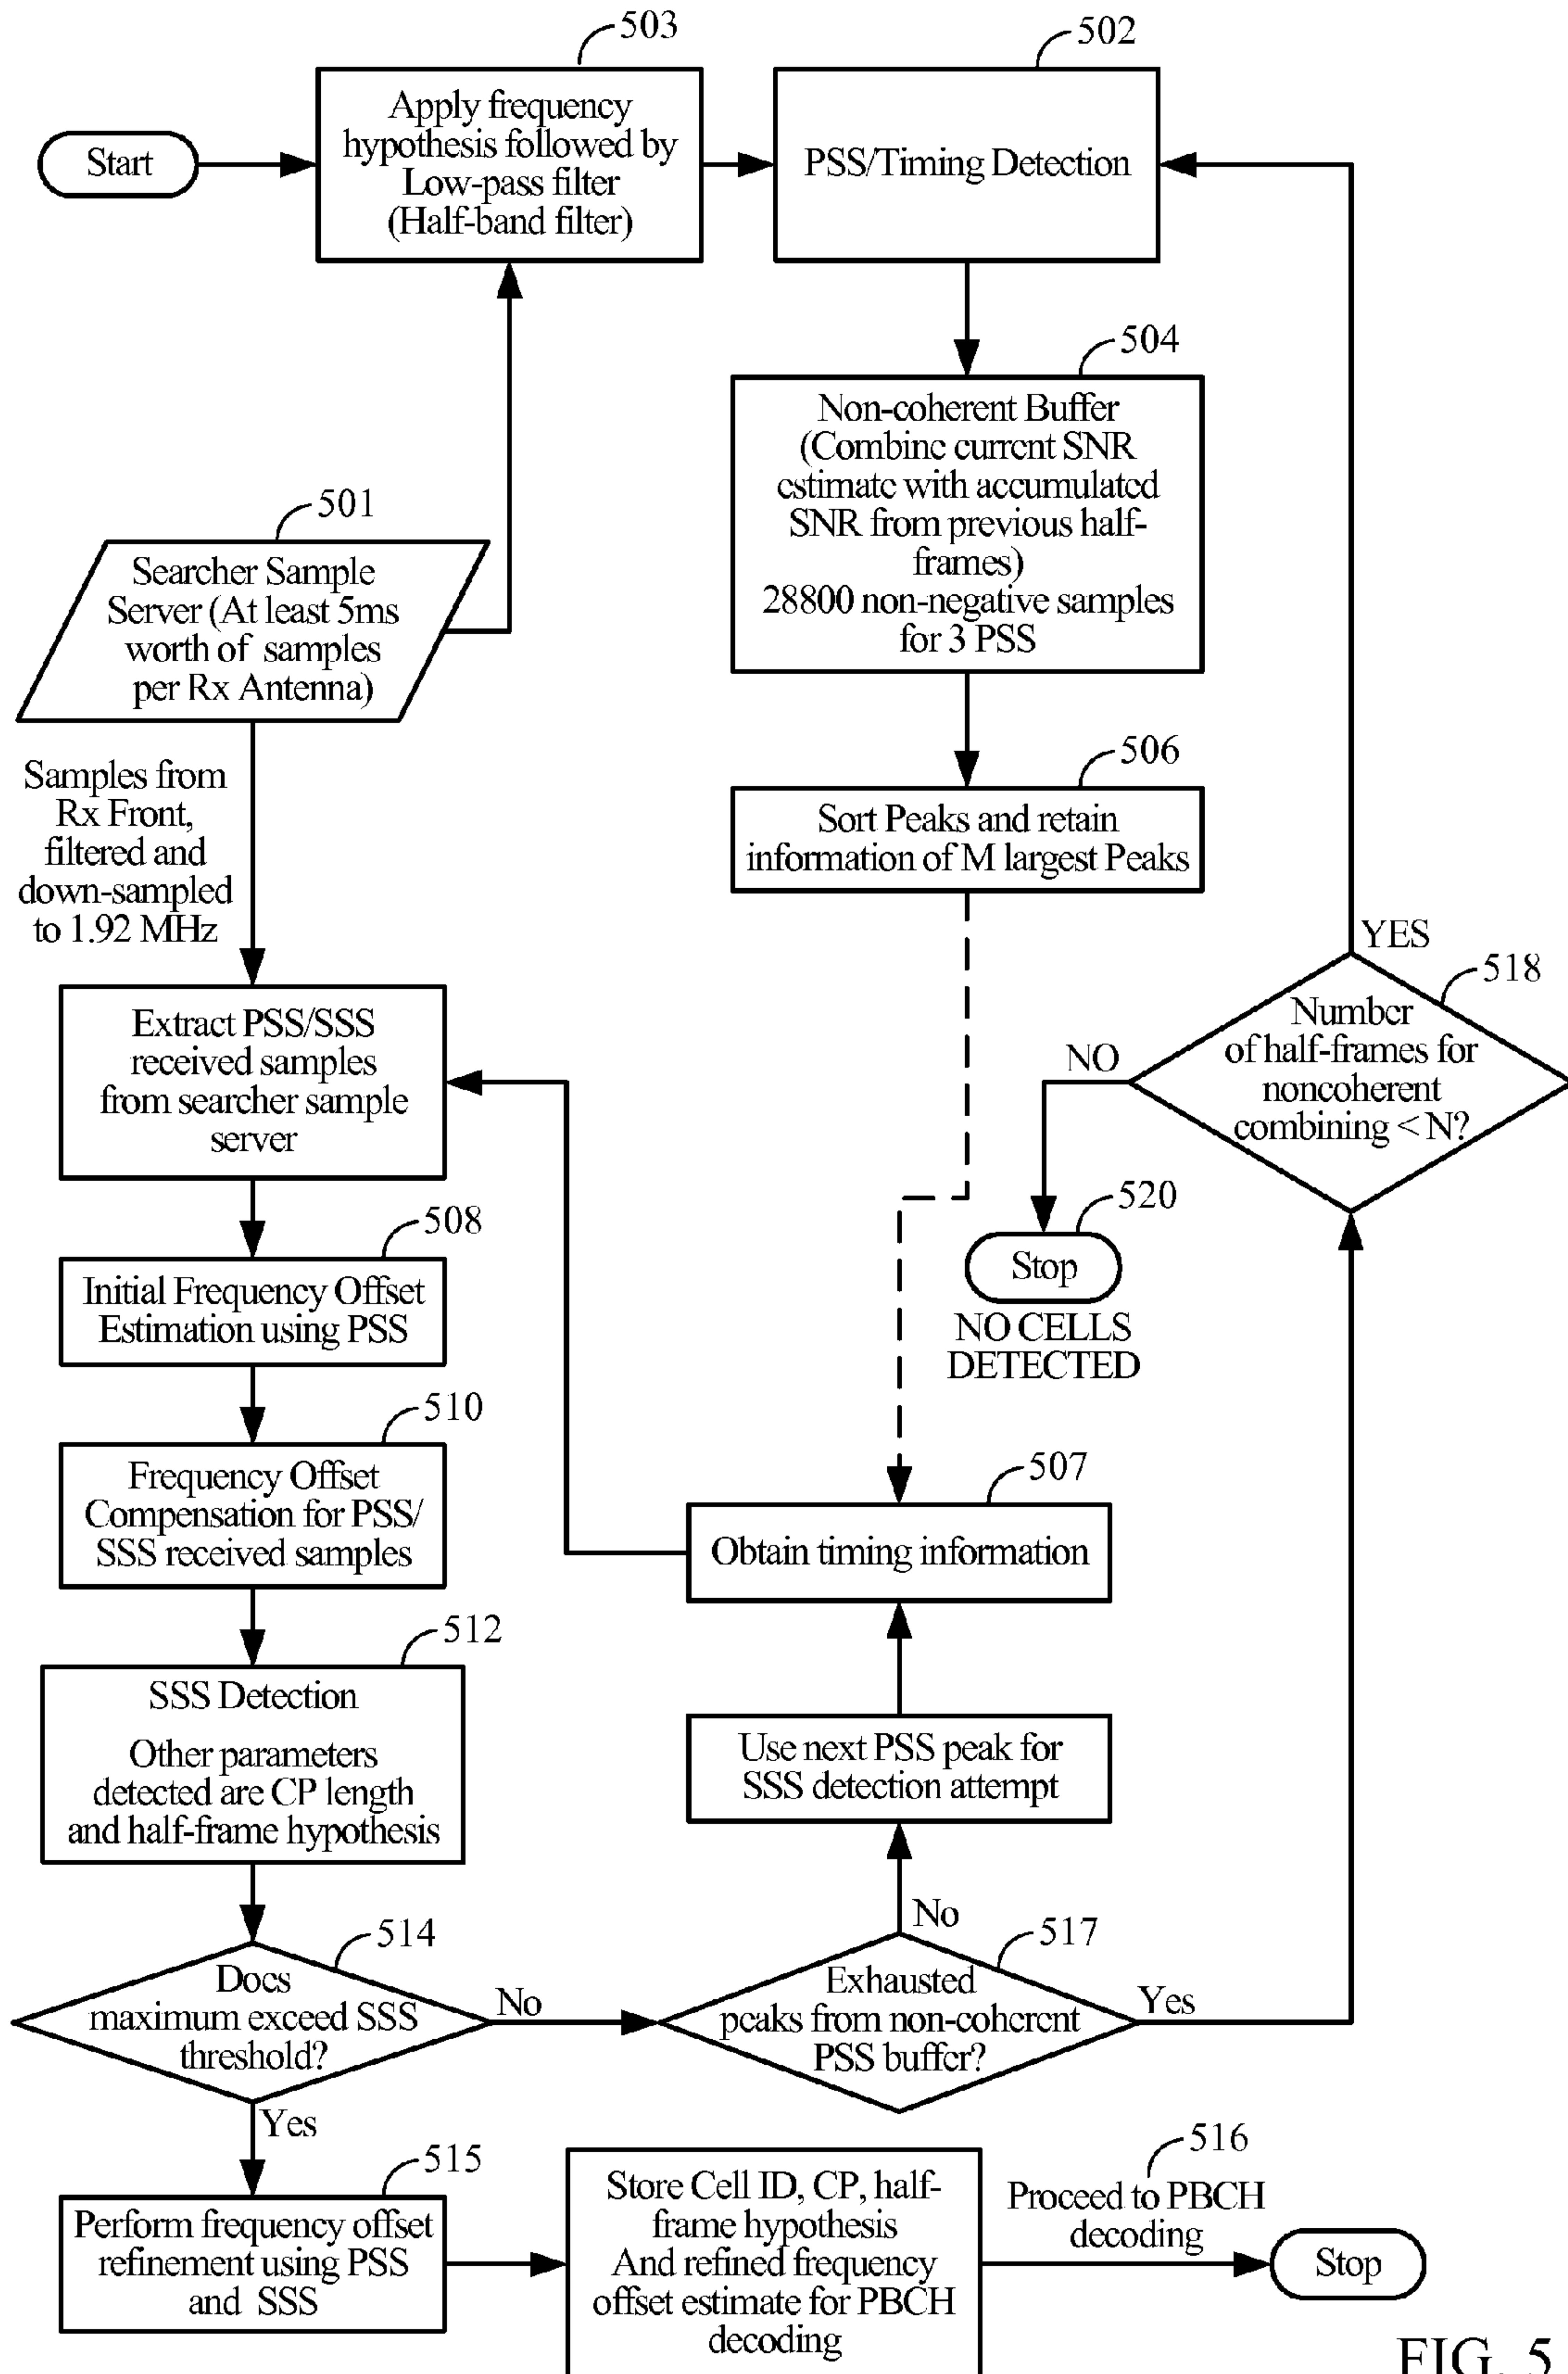 503
502
Start
Apply frequency
hypothesis followed by
Low-pass filter
(Half-band filter)
PSS/Timing Detection
504
Non-coherent Buffer
(Combine current SNR
estimate with accumulated
SNR from previous half-
frames)
28800 non-negative samples
for 3 PSS
501
Searcher Sample
Server (At least 5ms
worth of samples
per Rx Antenna)
Samples from
Rx Front,
filtered and
down-sampled
to 1.92 MHz
506
Sort Peaks and retain
information of M largest Peaks
YES
518
Number
of half-frames for
noncoherent
combining < N?
NO
520
Stop
NO CELLS
DETECTED
Extract PSS/SSS
received samples
from searcher sample
server
508
Initial Frequency Offset
Estimation using PSS
510
Frequency Offset
Compensation for PSS/
SSS received samples
507
Obtain timing information
512
SSS Detection
Other parameters
detected are CP length
and half-frame hypothesis
Use next PSS peak for
SSS detection attempt
514
Does
maximum exceed SSS
threshold?
No
No
517
Exhausted
peaks from non-coherent
PSS buffer?
Yes
Yes
515
Perform frequency offset
refinement using PSS
and SSS
Store Cell ID, CP, half-
frame hypothesis
And refined frequency
offset estimate for PBCH
decoding
516
Proceed to PBCH
decoding
Stop
FIG. 5